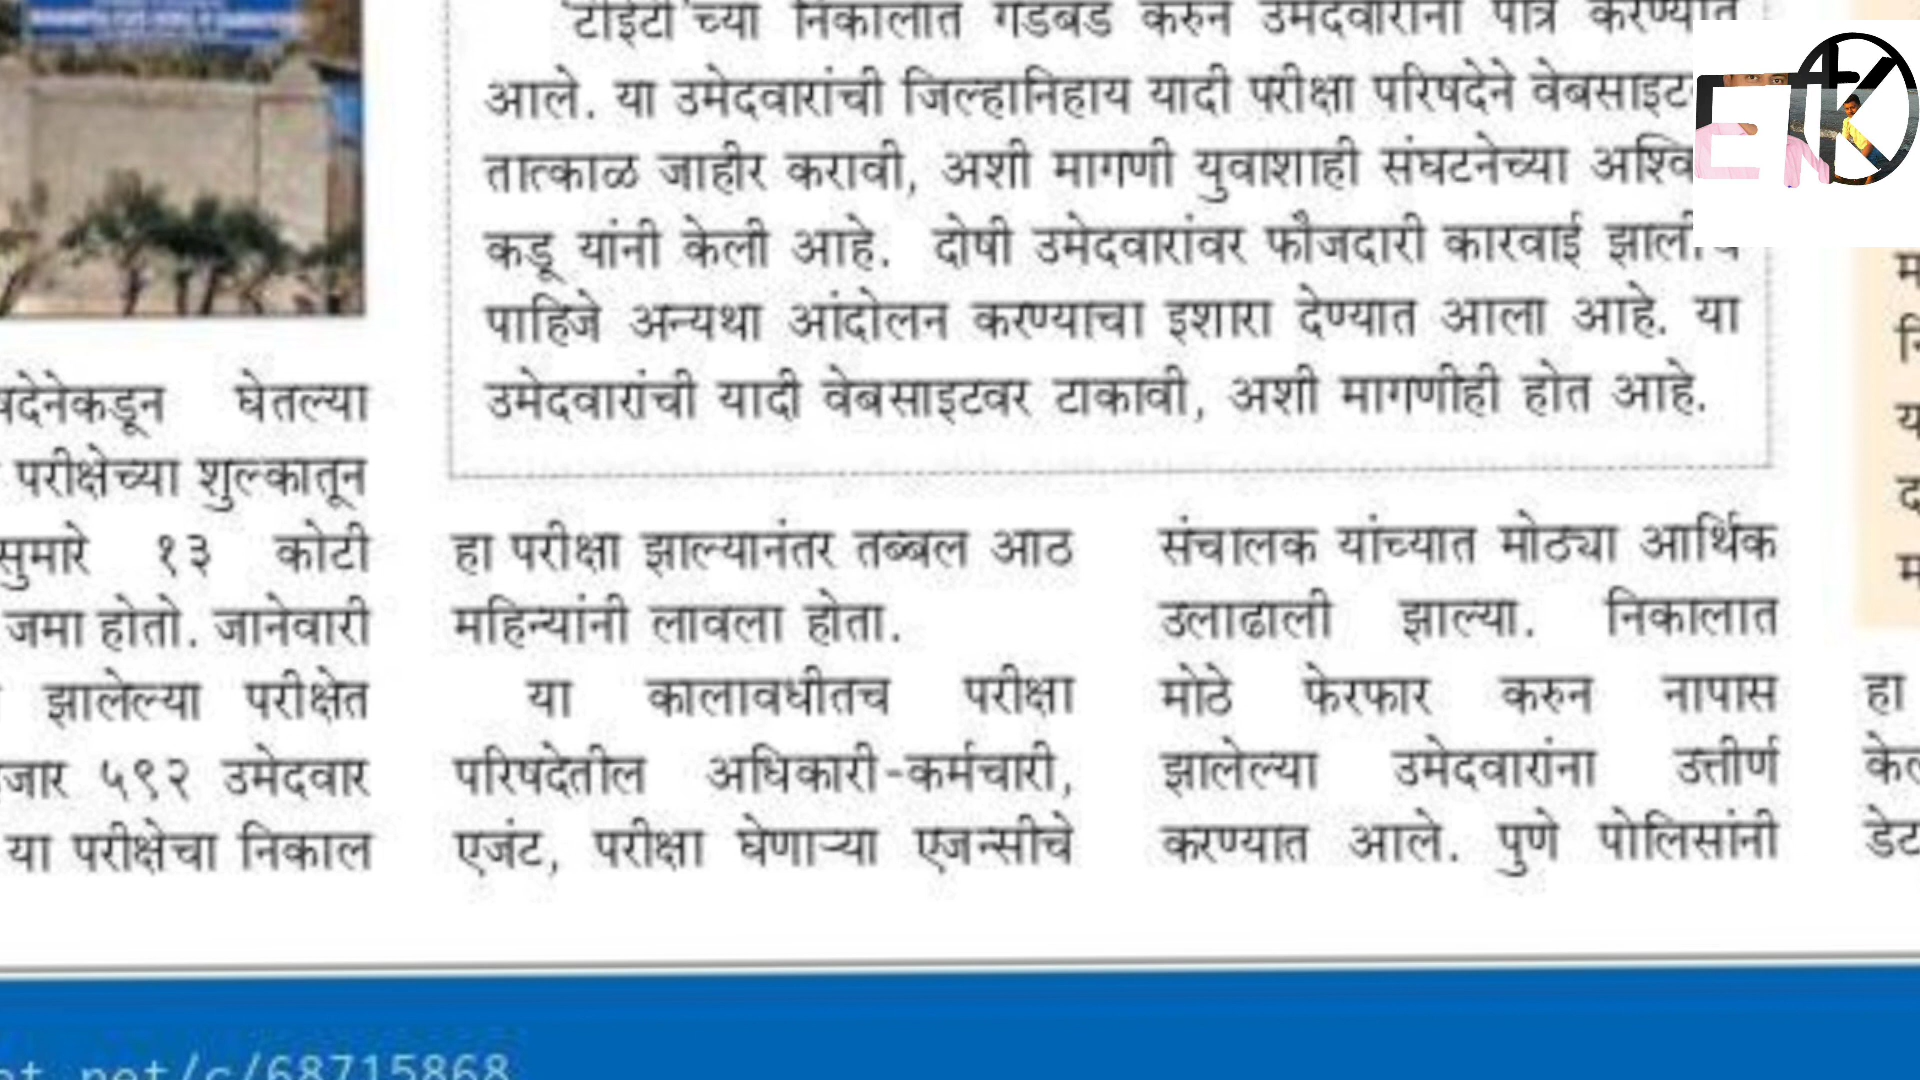 'टीईटी'च्या निकालात गडबड करुन उमेदवारांना पात्र करण्यात
आले. या उमेदवारांची जिल्हानिहाय यादी परीक्षा परिषदेने वेबसाइट
तात्काळ जाहीर करावी, अशी मागणी युवाशाही संघटनेच्या
कडू यांनी केली आहे. दोषी उमेदवारांवर फौजदारी कारवाई झालीच
पाहिजे अन्यथा आंदोलन करण्याचा इशारा देण्यात आला आहे. या
उमेदवारांची यादी वेबसाइटवर टाकावी, अशी मागणीही होत आहे.
घेतल्या
परीक्षेच्या शुल्कातून
सुमारे १३ कोटी
जमा होतो. जानेवारी
झालेल्या परीक्षेत
५९२ उमेदवार
या परीक्षेचा निकाल
हा परीक्षा झाल्यानंतर तब्बल आठ
महिन्यांनी लावला होता.
या कालावधीतच परीक्षा
परिषदेतील अधिकारी-कर्मचारी,
एजंट, परीक्षा घेणाऱ्या एजन्सीचे
संचालक यांच्यात मोठ्या आर्थिक
उलाढाली झाल्या. निकालात
मोठे फेरफार करुन नापास
झालेल्या उमेदवारांना उत्तीर्ण
करण्यात आले. पुणे पोलिसांनी
हा
net/c/68715868